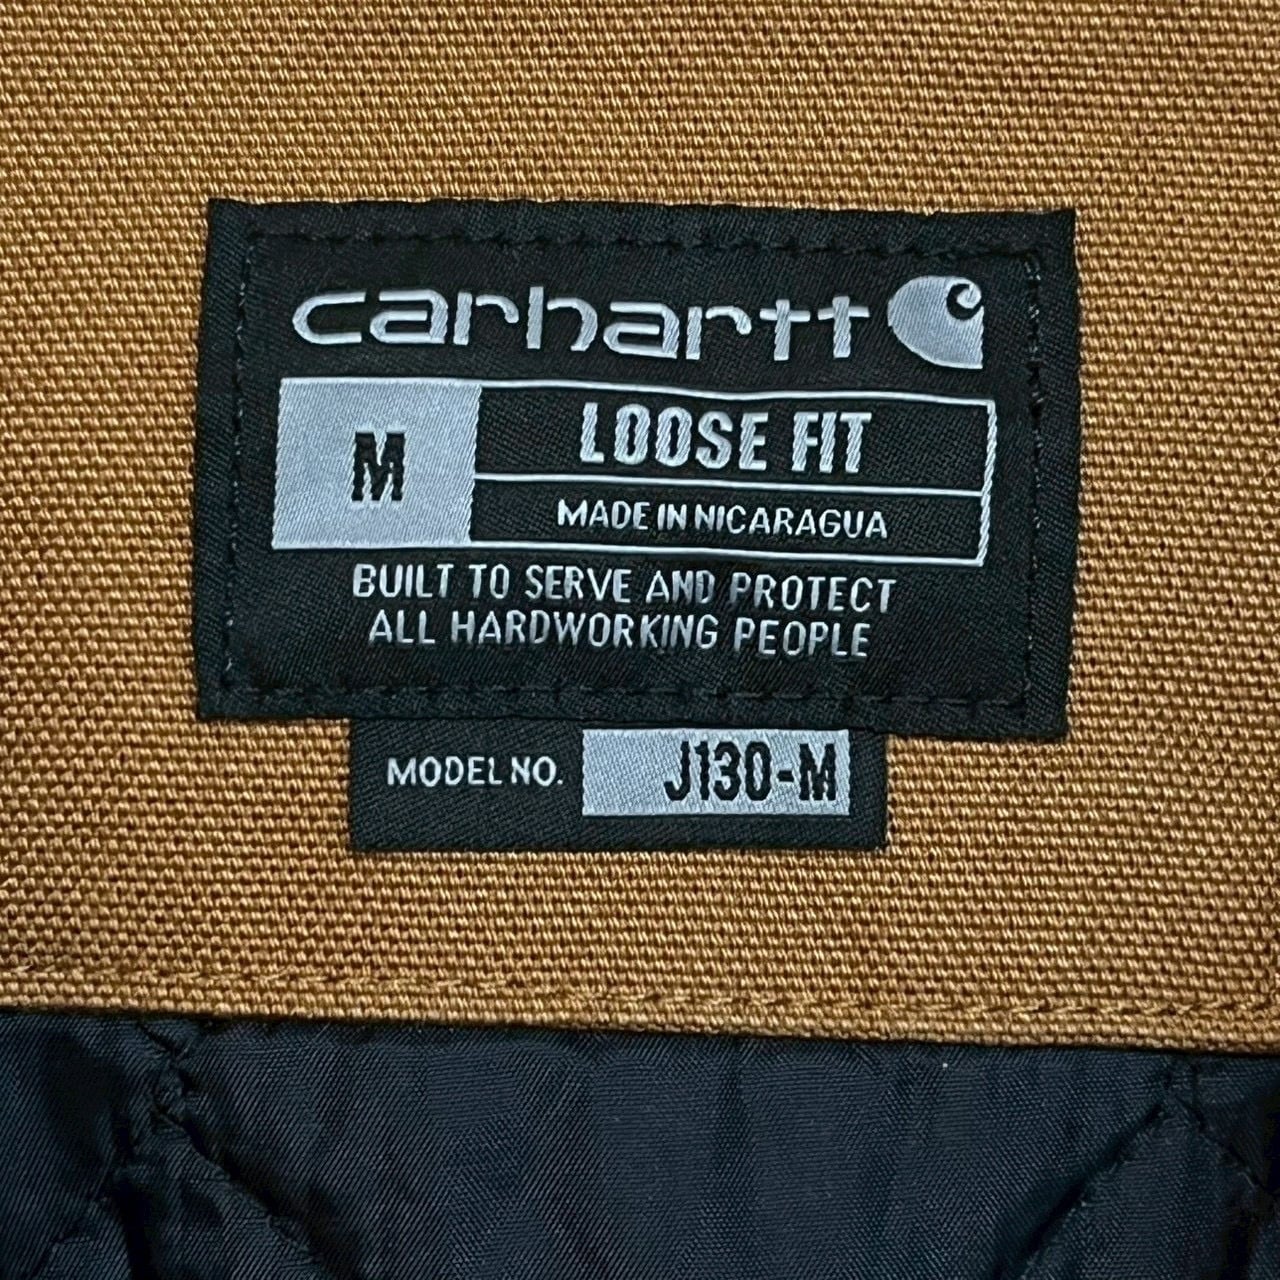 carhartt
M
LOOSE FIT
MADE IN NICARAGUA
BUILT TO SERVE AND PROTECT
ALL HARDWORKING PEOPLE
MODEL NO. J130-M